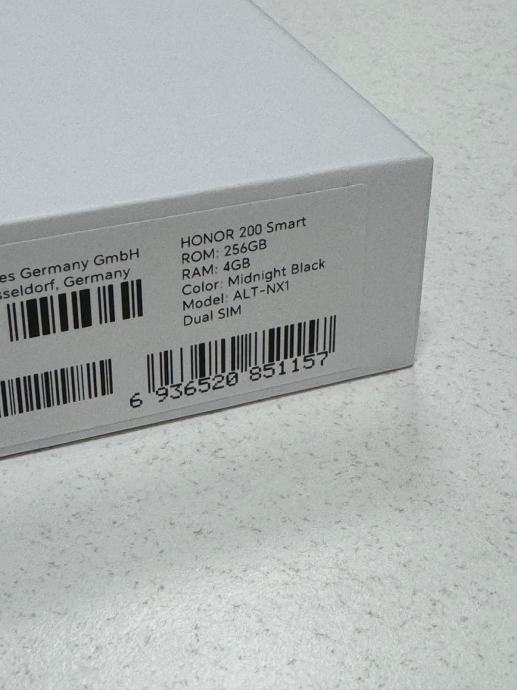 es Germany GmbH
sseldorf, Germany
HONOR 200 Smart
ROM: 256GB
RAM: 4GB
Color: Midnight Black
Model: ALT-NX1
Dual SIM
6 936520 851157